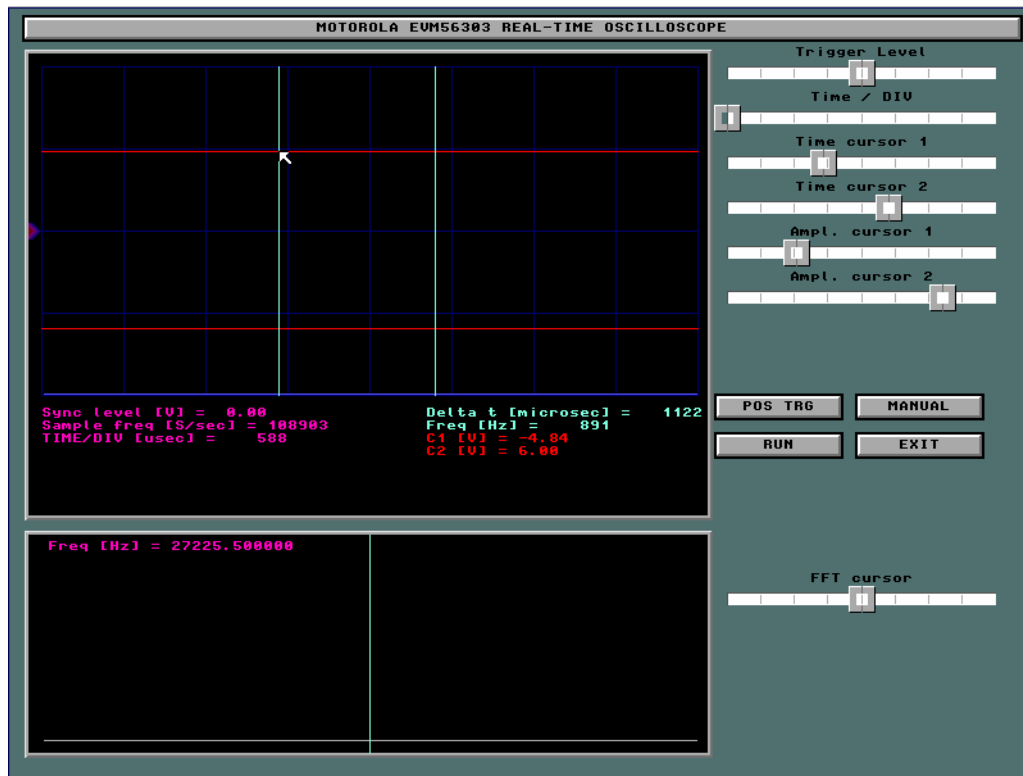 MOTOROLA EVM56303 REAL-TIME OSCILLOSCOPE
Trigger Level
Time / DIV
Time cursor 1
Time cursor 2
Ampl. cursor 1
Ampl. cursor 2
Sync level [V] = 0.00
Sample freq [S/sec] = 108903
TIME/DIV [usec] = 588
Delta t [microsec] = 1122
Freq [Hz] = 891
C1 [V] = -4.84
C2 [V] = 6.00
POS TRG
MANUAL
RUN
EXIT
Freq [Hz] = 27225.500000
FFT cursor